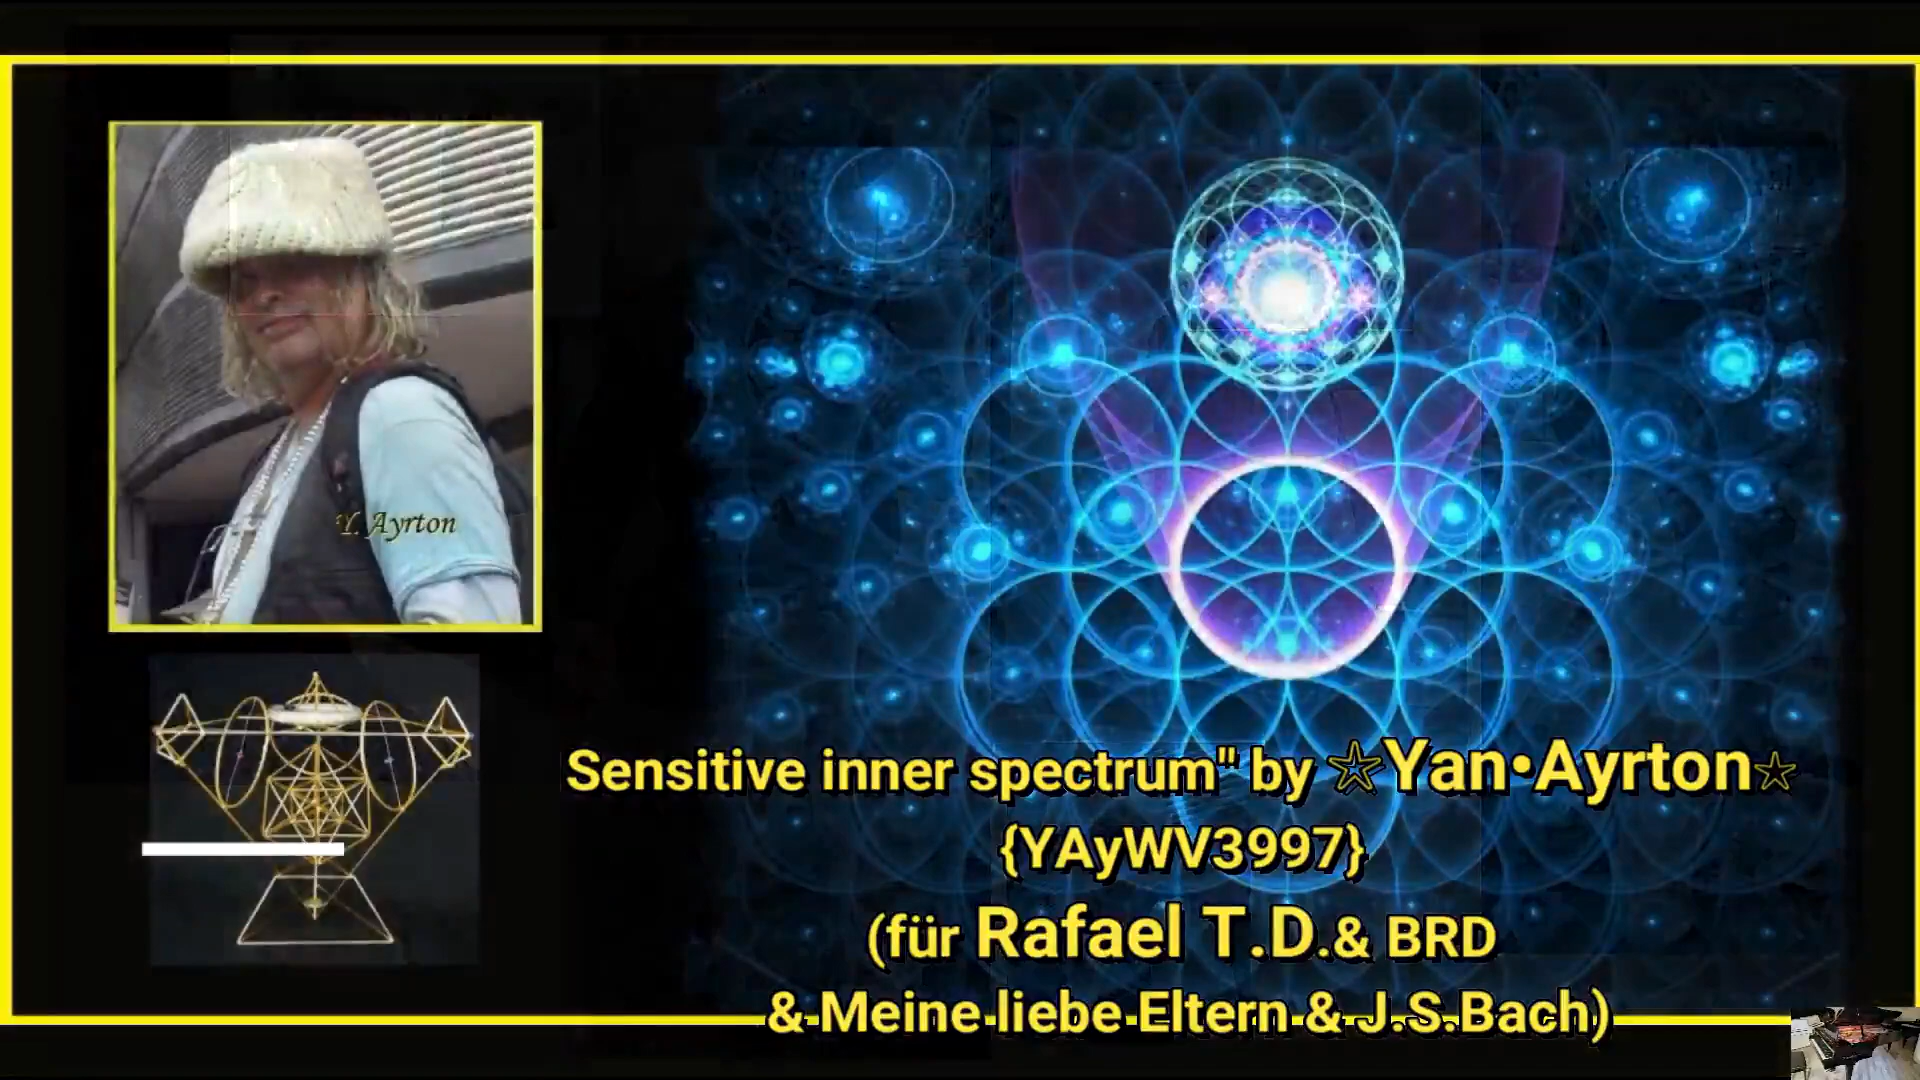 Y. Ayrton
Sensitive inner spectrum" by ☆Yan•Ayrton☆
{YAyWV3997}
(für Rafael T.D.& BRD
& Meine liebe Eltern & J.S.Bach)